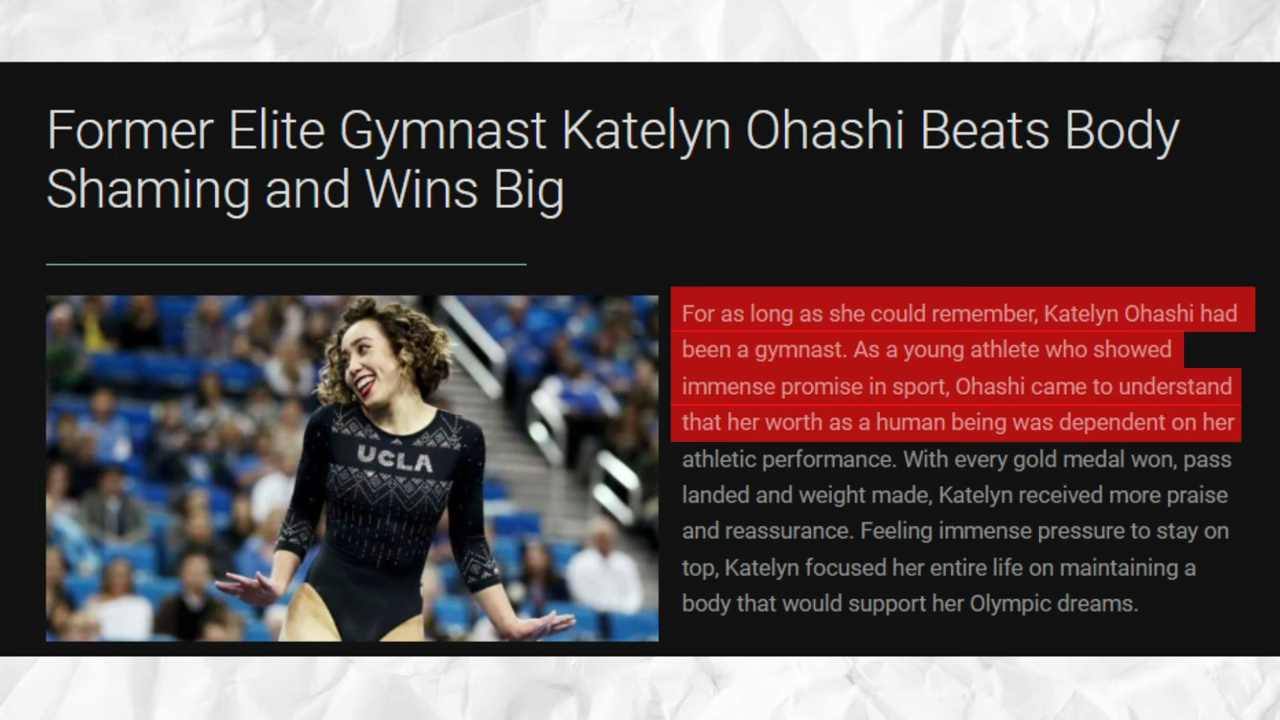 Former Elite Gymnast Katelyn Ohashi Beats Body
Shaming and Wins Big
UCLA
For as long as she could remember, Katelyn Ohashi had
been a gymnast. As a young athlete who showed
immense promise in sport, Ohashi came to understand
that her worth as a human being was dependent on her
athletic performance. With every gold medal won, pass
landed and weight made, Katelyn received more praise
and reassurance. Feeling immense pressure to stay on
top, Katelyn focused her entire life on maintaining a
body that would support her Olympic dreams.